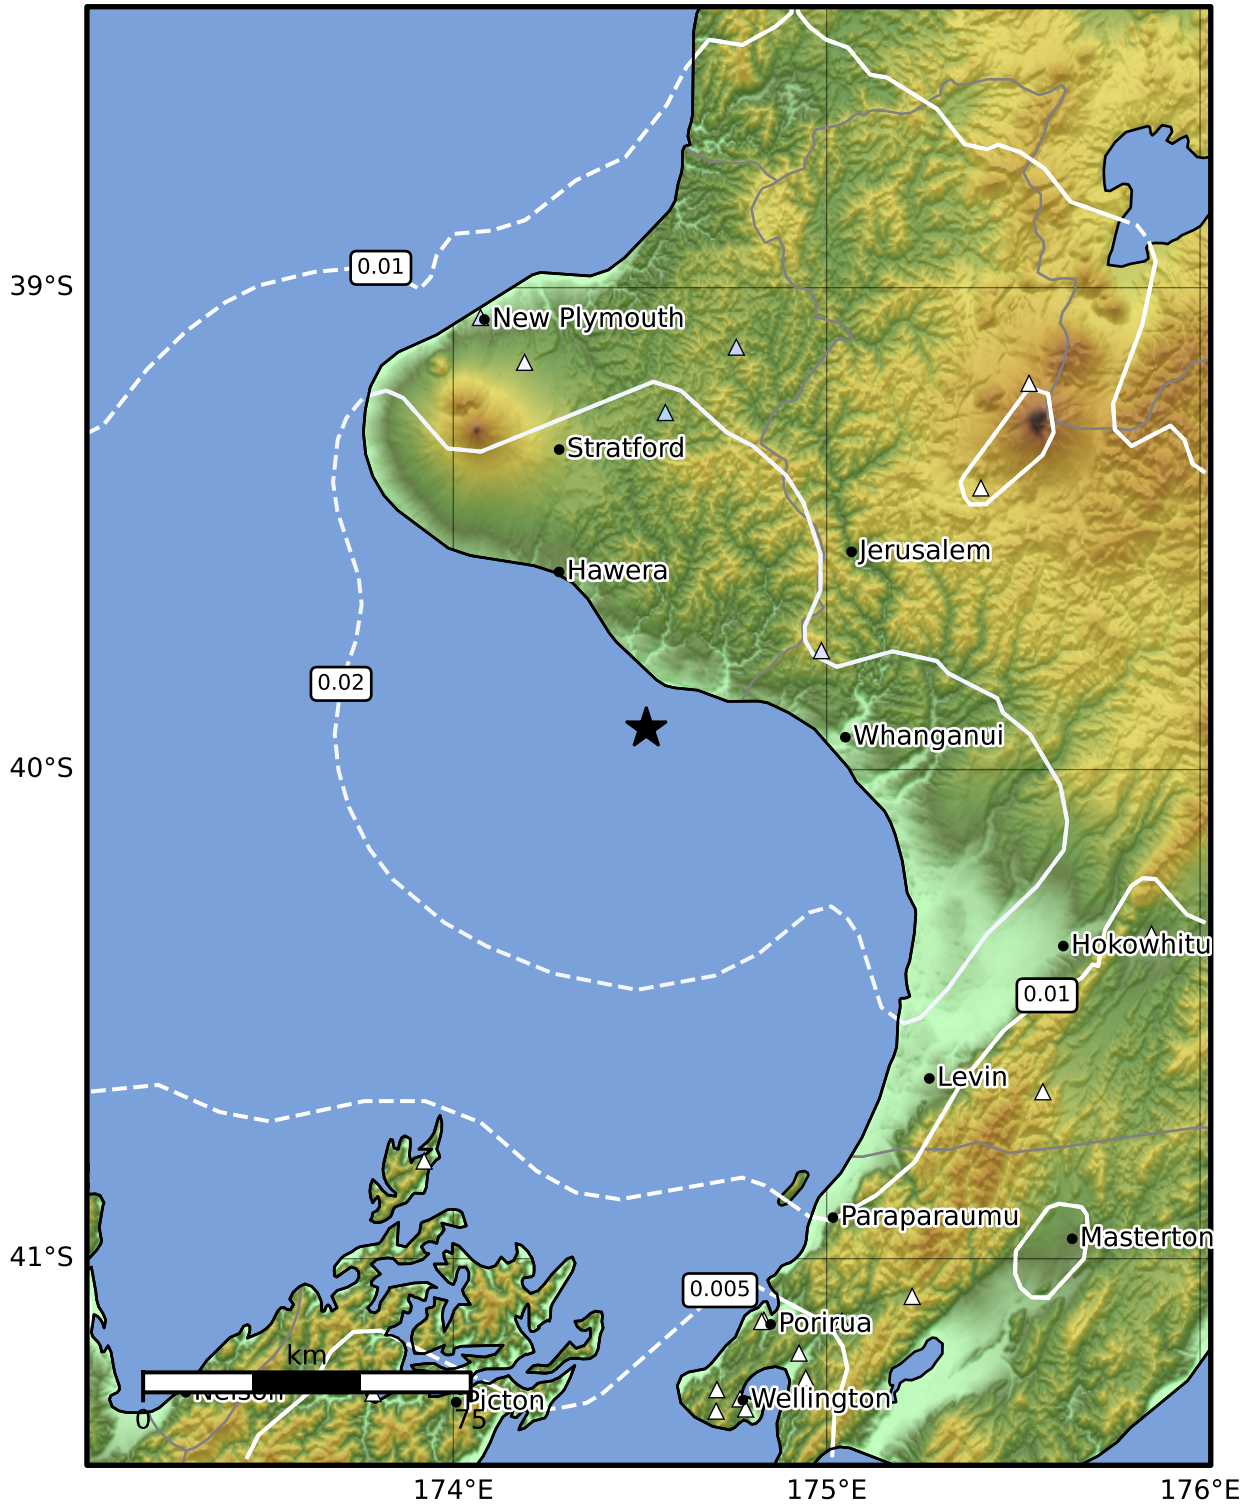 0.01
39°S
New Plymouth
Stratford
Jerusalem
Hawera
0.02
Whanganui
40°S
Hokowhitu
0.01
Levin
Paraparaumu
Masterton
41°S
0.005
Porirua
km
Nelson
Picton
Wellington
0
75
174°E
175°E
176°E